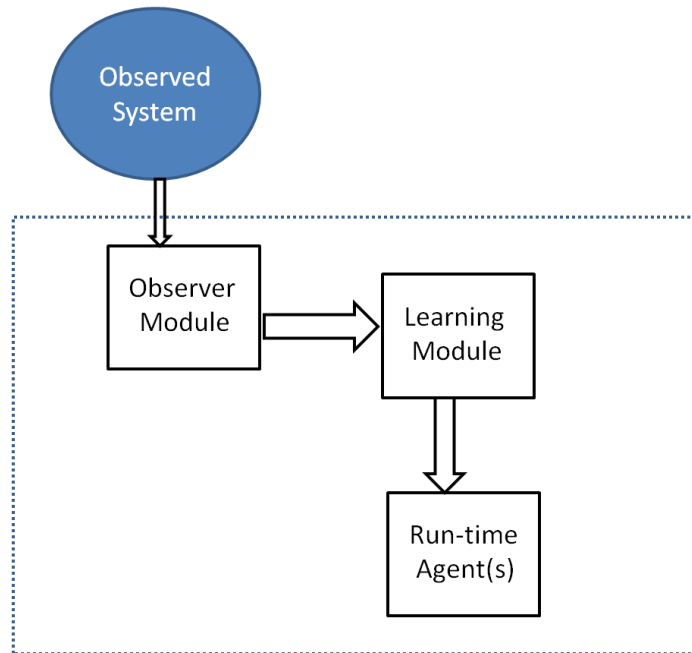 Observed
System
Observer
Module
Learning
Module
Run-time
Agent(s)